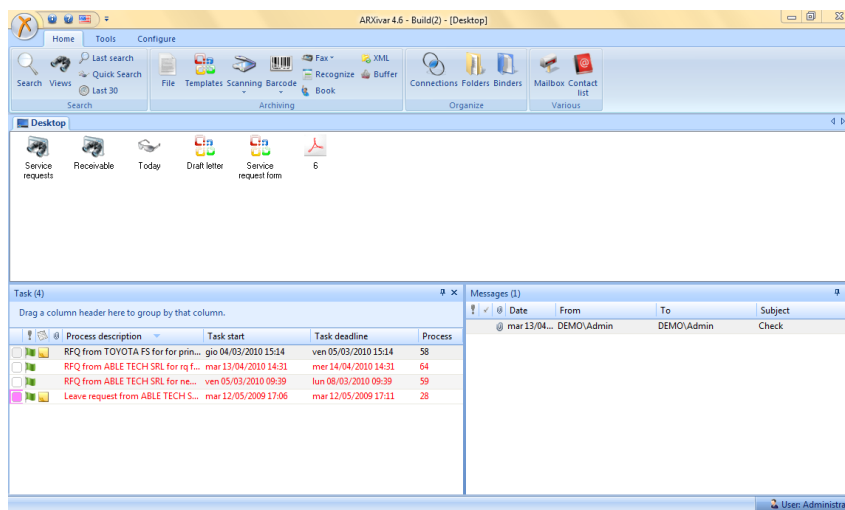 ARXivar 4.6 - Build(2) - [Desktop]
Home Tools Configure
Search Views Last search Quick Search Last 30
Search
File Templates Scanning Barcode Fax Recognize Book XML Buffer
Archiving
Connections Folders Binders
Organize
Mailbox Contact list
Various
Desktop
Service requests
Receivable
Today
Draft letter
Service request form
6
Task (4)
Drag a column header here to group by that column.
Process description Task start Task deadline Process
RFQ from TOYOTA FS for for prin... gio 04/03/2010 15:14 ven 05/03/2010 15:14 58
RFQ from ABLE TECH SRL for rq f... mar 13/04/2010 14:31 mer 14/04/2010 14:31 64
RFQ from ABLE TECH SRL for ne... ven 05/03/2010 09:39 lun 08/03/2010 09:39 59
Leave request from ABLE TECH S... mar 12/05/2009 17:06 mar 12/05/2009 17:11 28
Messages (1)
Date From To Subject
mar 13/04... DEMO\Admin DEMO\Admin Check
User: Administra